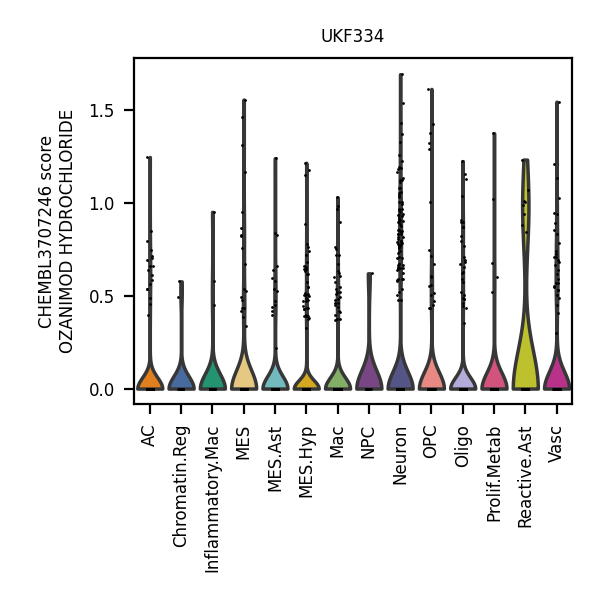 UKF334
CHEMBL3707246 score
OZANIMOD HYDROCHLORIDE
1.5
1.0
0.5
0.0
AC
Chromatin.Reg
Inflammatory.Mac
MES
MES.Ast
MES.Hyp
Mac
NPC
Neuron
OPC
Oligo
Prolif.Metab
Reactive.Ast
Vasc